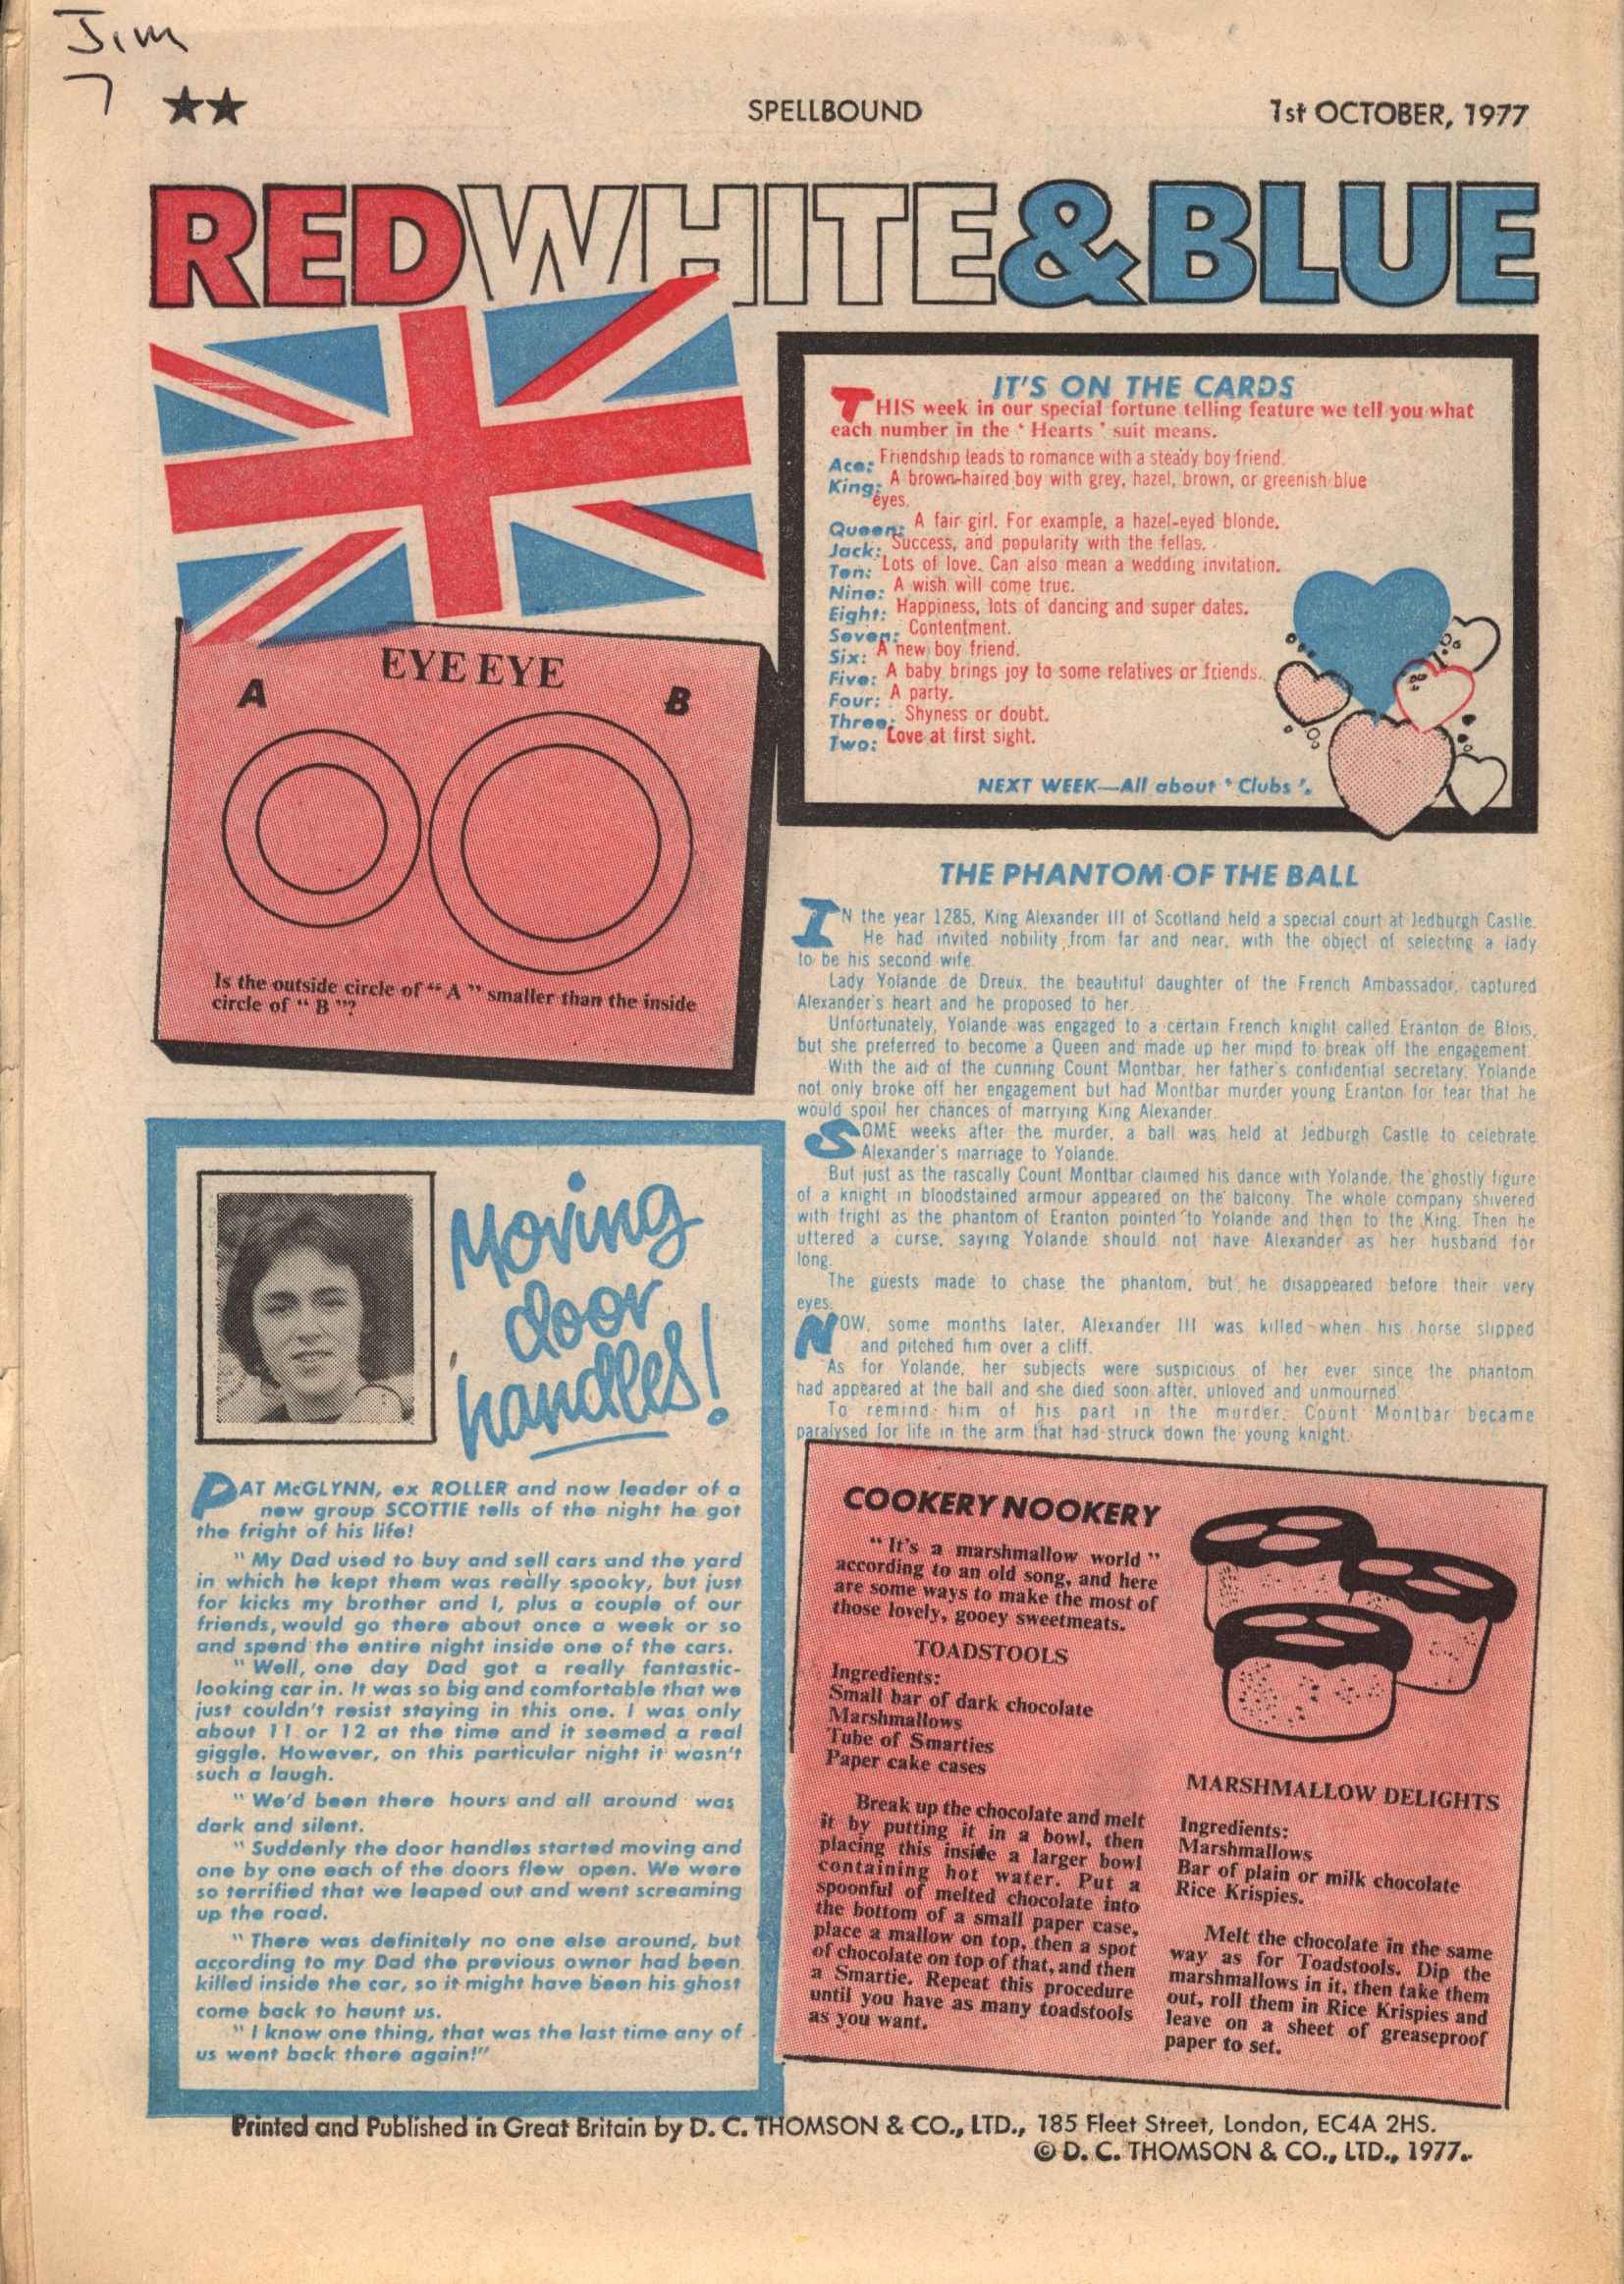 Jim
7
★★
SPELLBOUND
1st OCTOBER, 1977
RED WHITE & BLUE
IT'S ON THE CARDS
THIS week in our special fortune telling feature we tell you what
each number in the ' Hearts ' suit means.
Ace: Friendship leads to romance with a steady boy friend.
King: A brown-haired boy with grey, hazel, brown, or greenish blue
eyes.
Queen: A fair girl. For example, a hazel-eyed blonde.
Jack: Success, and popularity with the fellas.
Ten: Lots of love. Can also mean a wedding invitation.
Nine: A wish will come true.
Eight: Happiness, lots of dancing and super dates.
Seven: Contentment.
Six: A new boy friend.
Five: A baby brings joy to some relatives or friends.
Four: A party.
Three: Shyness or doubt.
Two: Love at first sight.
NEXT WEEK—All about ' Clubs '.
EYE EYE
A
B
Is the outside circle of " A " smaller than the inside
circle of " B "?
THE PHANTOM OF THE BALL
IN the year 1285, King Alexander III of Scotland held a special court at Jedburgh Castle.
He had invited nobility from far and near, with the object of selecting a lady
to be his second wife.
Lady Yolande de Dreux, the beautiful daughter of the French Ambassador, captured
Alexander's heart and he proposed to her.
Unfortunately, Yolande was engaged to a certain French knight called Eranton de Blois,
but she preferred to become a Queen and made up her mind to break off the engagement.
With the aid of the cunning Count Montbar, her father's confidential secretary, Yolande
not only broke off her engagement but had Montbar murder young Eranton for fear that he
would spoil her chances of marrying King Alexander.
SOME weeks after the murder, a ball was held at Jedburgh Castle to celebrate
Alexander's marriage to Yolande.
But just as the rascally Count Montbar claimed his dance with Yolande, the ghostly figure
of a knight in bloodstained armour appeared on the balcony. The whole company shivered
with fright as the phantom of Eranton pointed to Yolande and then to the King. Then he
uttered a curse, saying Yolande should not have Alexander as her husband for
long.
The guests made to chase the phantom, but he disappeared before their very
eyes.
NOW, some months later, Alexander III was killed when his horse slipped
and pitched him over a cliff.
As for Yolande, her subjects were suspicious of her ever since the phantom
had appeared at the ball and she died soon after, unloved and unmourned.
To remind him of his part in the murder, Count Montbar became
paralysed for life in the arm that had struck down the young knight.
Moving
door
handles!
PAT McGLYNN, ex ROLLER and now leader of a
new group SCOTTIE tells of the night he got
the fright of his life!
" My Dad used to buy and sell cars and the yard
in which he kept them was really spooky, but just
for kicks my brother and I, plus a couple of our
friends, would go there about once a week or so
and spend the entire night inside one of the cars.
" Well, one day Dad got a really fantastic-
looking car in. It was so big and comfortable that we
just couldn't resist staying in this one. I was only
about 11 or 12 at the time and it seemed a real
giggle. However, on this particular night it wasn't
such a laugh.
" We'd been there hours and all around was
dark and silent.
" Suddenly the door handles started moving and
one by one each of the doors flew open. We were
so terrified that we leaped out and went screaming
up the road.
" There was definitely no one else around, but
according to my Dad the previous owner had been
killed inside the car, so it might have been his ghost
come back to haunt us.
" I know one thing, that was the last time any of
us went back there again!"
COOKERY NOOKERY
" It's a marshmallow world "
according to an old song, and here
are some ways to make the most of
those lovely, gooey sweetmeats.
TOADSTOOLS
Ingredients:
Small bar of dark chocolate
Marshmallows
Tube of Smarties
Paper cake cases
Break up the chocolate and melt
it by putting it in a bowl, then
placing this inside a larger bowl
containing hot water. Put a
spoonful of melted chocolate into
the bottom of a small paper case,
place a mallow on top, then a spot
of chocolate on top of that, and then
a Smartie. Repeat this procedure
until you have as many toadstools
as you want.
MARSHMALLOW DELIGHTS
Ingredients:
Marshmallows
Bar of plain or milk chocolate
Rice Krispies.
Melt the chocolate in the same
way as for Toadstools. Dip the
marshmallows in it, then take them
out, roll them in Rice Krispies and
leave on a sheet of greaseproof
paper to set.
Printed and Published in Great Britain by D. C. THOMSON & CO., LTD., 185 Fleet Street, London, EC4A 2HS.
© D. C. THOMSON & CO., LTD., 1977.